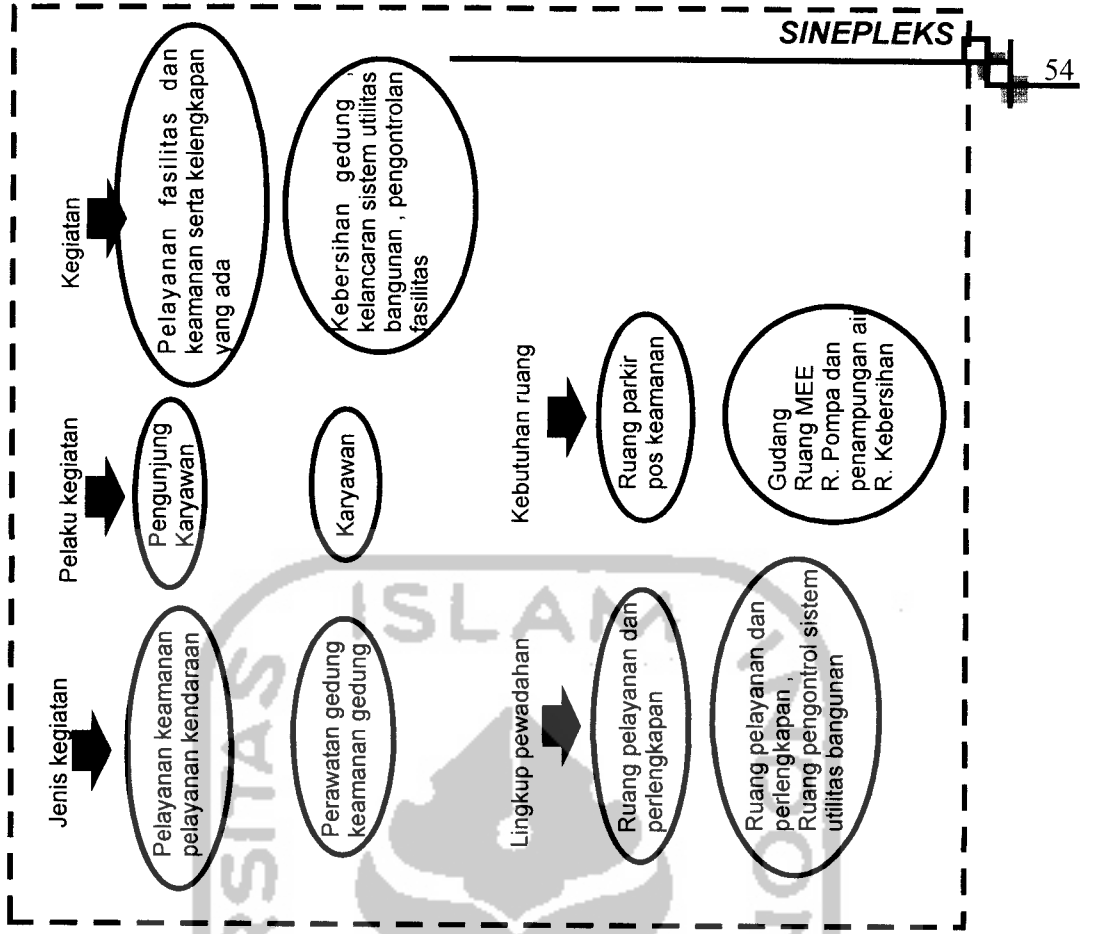 SINEPLEKS
54
Jenis kegiatan
Pelaku kegiatan
Kegiatan
Pelayanan keamanan
pelayanan kendaraan
Pengunjung
Karyawan
Pelayanan fasilitas dan
keamanan serta kelengkapan
yang ada
Perawatan gedung
keamanan gedung
Karyawan
Kebersihan gedung ,
kelancaran sistem utilitas
bangunan , pengontrolan
fasilitas
Lingkup pewadahan
Kebutuhan ruang
Ruang pelayanan dan
perlengkapan
Ruang parkir
pos keamanan
Ruang pelayanan dan
perlengkapan ,
Ruang pengontrol sistem
utilitas bangunan
Gudang
Ruang MEE
R. Pompa dan
penampungan air
R. Kebersihan
ISLAM